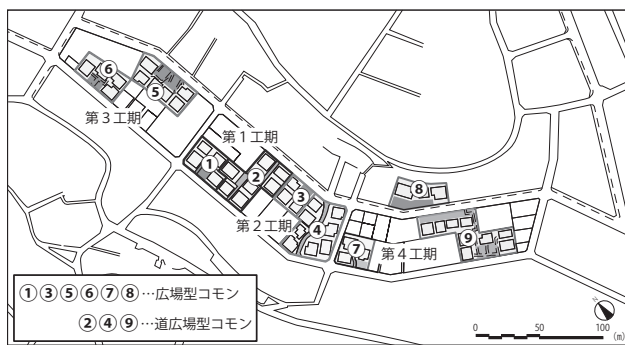 ⑥
⑤
第3工期
第1工期
①
②
③
⑧
第2工期
④
⑦
第4工期
⑨
①③⑤⑥⑦⑧…広場型コモン
②④⑨…道広場型コモン
N
0 50 100
(m)